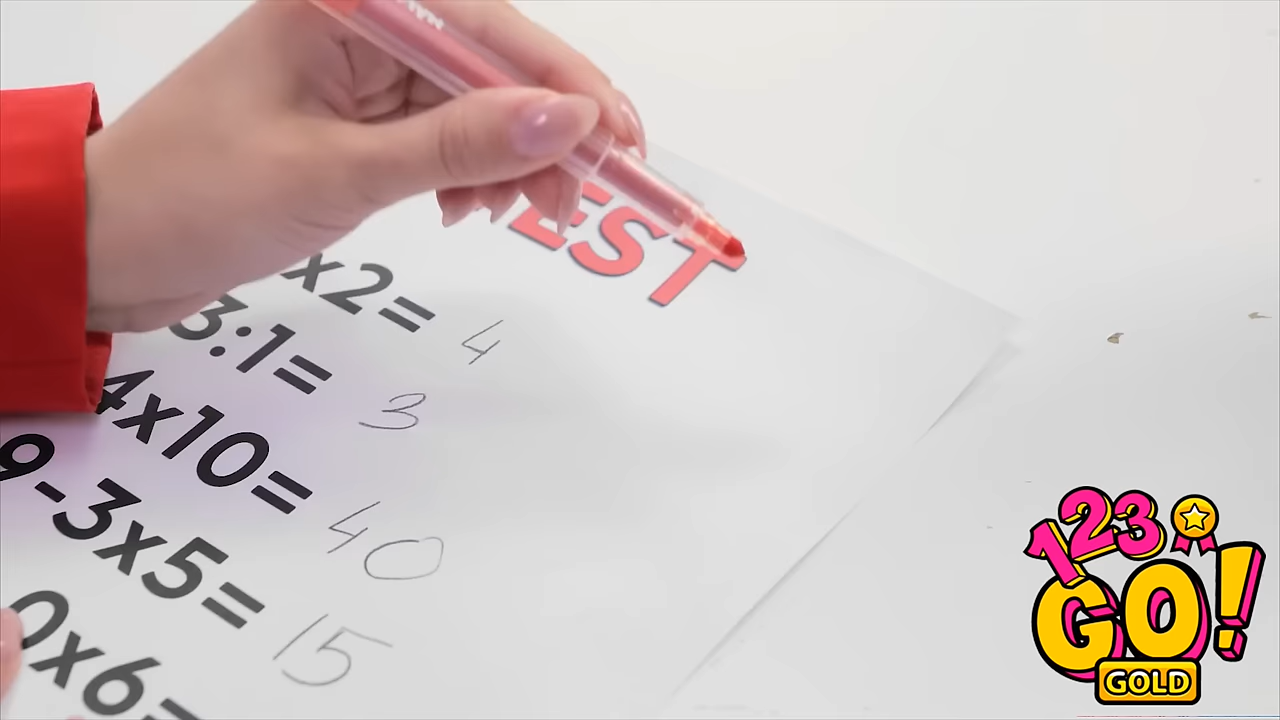 EST
x2= 4
3:1= 3
4x10= 40
9-3x5= 15
0x6=
123
GO!
GOLD